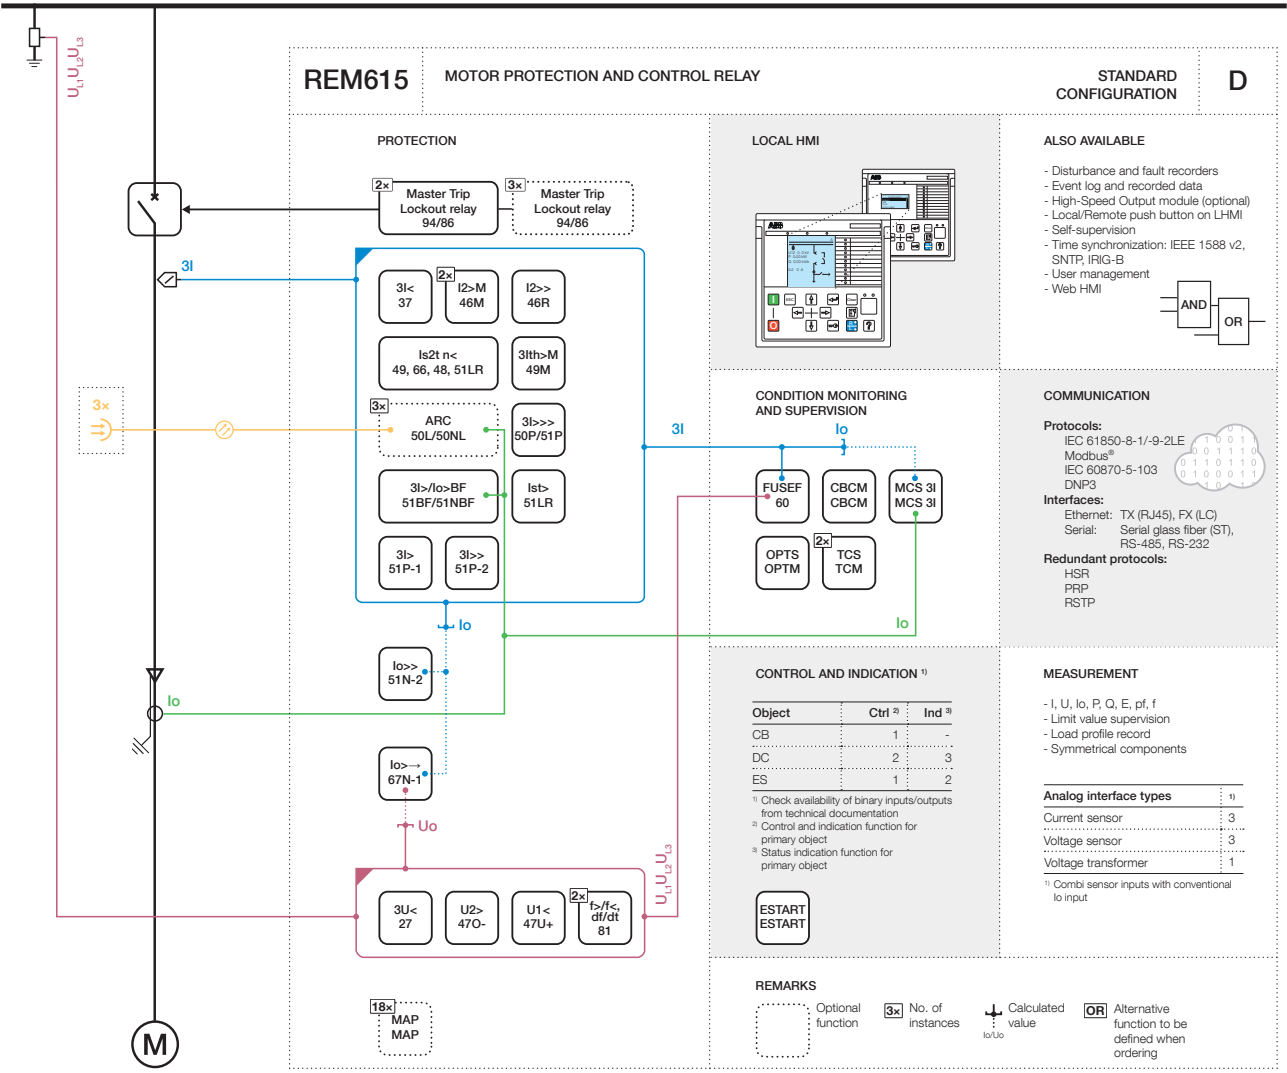 U L1 U L2 U L3
REM615
MOTOR PROTECTION AND CONTROL RELAY
STANDARD
CONFIGURATION
D
PROTECTION
2×
Master Trip
Lockout relay
94/86
3×
Master Trip
Lockout relay
94/86
3I
3I<
37
2×
I2>M
46M
I2>>
46R
Is2t n<
49, 66, 48, 51LR
3Ith>M
49M
3×
3×
ARC
50L/50NL
3I>>>
50P/51P
3I>/Io>BF
51BF/51NBF
Ist>
51LR
3I>
51P-1
3I>>
51P-2
Io
Io>>
51N-2
Io
Io>→
67N-1
Uo
3U<
27
U2>
47O-
U1<
47U+
2×
f>/f<,
df/dt
81
U L1 U L2 U L3
18×
MAP
MAP
M
LOCAL HMI
ABB
ABB
ESC
I
O
?
?
ALSO AVAILABLE
- Disturbance and fault recorders
- Event log and recorded data
- High-Speed Output module (optional)
- Local/Remote push button on LHMI
- Self-supervision
- Time synchronization: IEEE 1588 v2,
SNTP, IRIG-B
- User management
- Web HMI
AND
OR
CONDITION MONITORING
AND SUPERVISION
3I
Io
FUSEF
60
CBCM
CBCM
MCS 3I
MCS 3I
OPTS
OPTM
2×
TCS
TCM
Io
COMMUNICATION
Protocols:
IEC 61850-8-1/-9-2LE
Modbus®
IEC 60870-5-103
DNP3
Interfaces:
Ethernet: TX (RJ45), FX (LC)
Serial: Serial glass fiber (ST),
RS-485, RS-232
Redundant protocols:
HSR
PRP
RSTP
CONTROL AND INDICATION 1)
Object Ctrl 2) Ind 3)
CB 1 -
DC 2 3
ES 1 2
1) Check availability of binary inputs/outputs
from technical documentation
2) Control and indication function for
primary object
3) Status indication function for
primary object
ESTART
ESTART
MEASUREMENT
- I, U, Io, P, Q, E, pf, f
- Limit value supervision
- Load profile record
- Symmetrical components
Analog interface types 1)
Current sensor 3
Voltage sensor 3
Voltage transformer 1
1) Combi sensor inputs with conventional
Io input
REMARKS
Optional
function
3×
No. of
instances
Io/Uo
Calculated
value
OR
Alternative
function to be
defined when
ordering